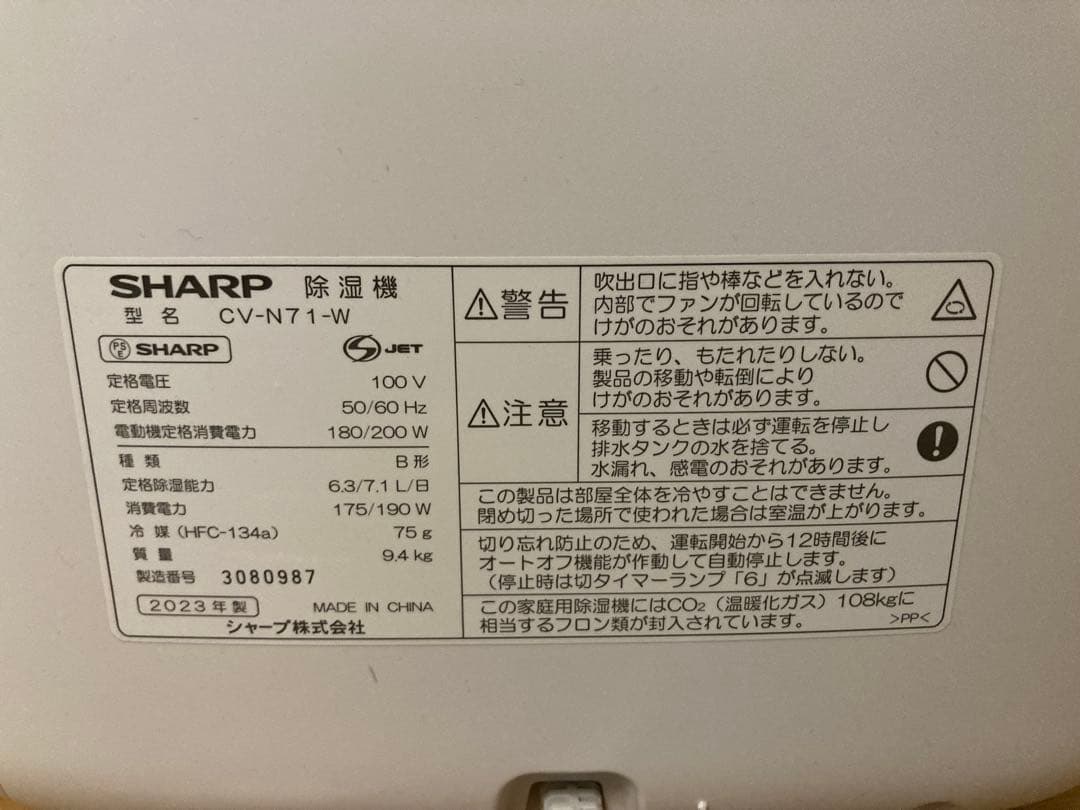 SHARP 除湿機
型名 CV-N71-W
PSE SHARP S JET
定格電圧 100 V
定格周波数 50/60 Hz
電動機定格消費電力 180/200 W
種類 B形
定格除湿能力 6.3/7.1 L/日
消費電力 175/190 W
冷媒(HFC-134a) 75 g
質量 9.4 kg
製造番号 3080987
2023年製 MADE IN CHINA
シャープ株式会社
⚠警告
吹出口に指や棒などを入れない。
内部でファンが回転しているので
けがのおそれがあります。
⚠注意
乗ったり、もたれたりしない。
製品の移動や転倒により
けがのおそれがあります。
移動するときは必ず運転を停止し
排水タンクの水を捨てる。
水漏れ、感電のおそれがあります。
この製品は部屋全体を冷やすことはできません。
閉め切った場所で使われた場合は室温が上がります。
切り忘れ防止のため、運転開始から12時間後に
オートオフ機能が作動して自動停止します。
(停止時は切タイマーランプ「6」が点滅します)
この家庭用除湿機にはCO₂(温暖化ガス)108kgに
相当するフロン類が封入されています。 >PP<